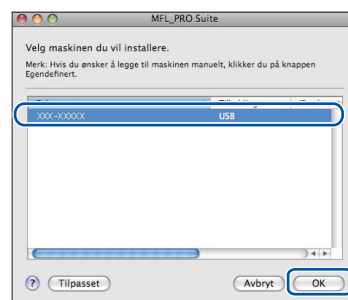 MFL_PRO Suite
Velg maskinen du vil installere.
Merk: Hvis du ønsker å legge til maskinen manuelt, klikker du på knappen
Egendefinert.
XXX-XXXXX USB
? Tilpasset Avbryt OK